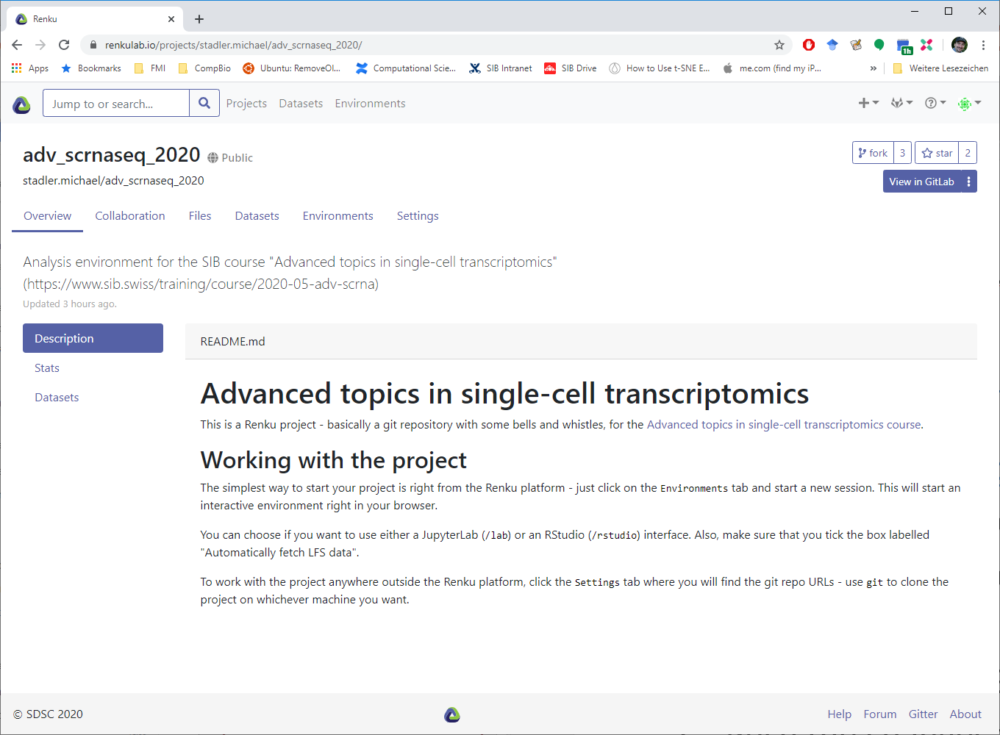 Renku
renkulab.io/projects/stadler.michael/adv_scrnaseq_2020/
1h
Apps Bookmarks FMI CompBio Ubuntu: RemoveOl... Computational Scie... SIB Intranet SIB Drive How to Use t-SNE E... me.com (find my iP... » Weitere Lesezeichen
Jump to or search... Projects Datasets Environments
adv_scrnaseq_2020 Public
fork 3 star 2
stadler.michael/adv_scrnaseq_2020
View in GitLab
Overview Collaboration Files Datasets Environments Settings
Analysis environment for the SIB course "Advanced topics in single-cell transcriptomics"
(https://www.sib.swiss/training/course/2020-05-adv-scrna)
Updated 3 hours ago.
Description
Stats
Datasets
README.md
Advanced topics in single-cell transcriptomics
This is a Renku project - basically a git repository with some bells and whistles, for the Advanced topics in single-cell transcriptomics course.
Working with the project
The simplest way to start your project is right from the Renku platform - just click on the Environments tab and start a new session. This will start an
interactive environment right in your browser.
You can choose if you want to use either a JupyterLab (/lab) or an RStudio (/rstudio) interface. Also, make sure that you tick the box labelled
"Automatically fetch LFS data".
To work with the project anywhere outside the Renku platform, click the Settings tab where you will find the git repo URLs - use git to clone the
project on whichever machine you want.
© SDSC 2020
Help Forum Gitter About